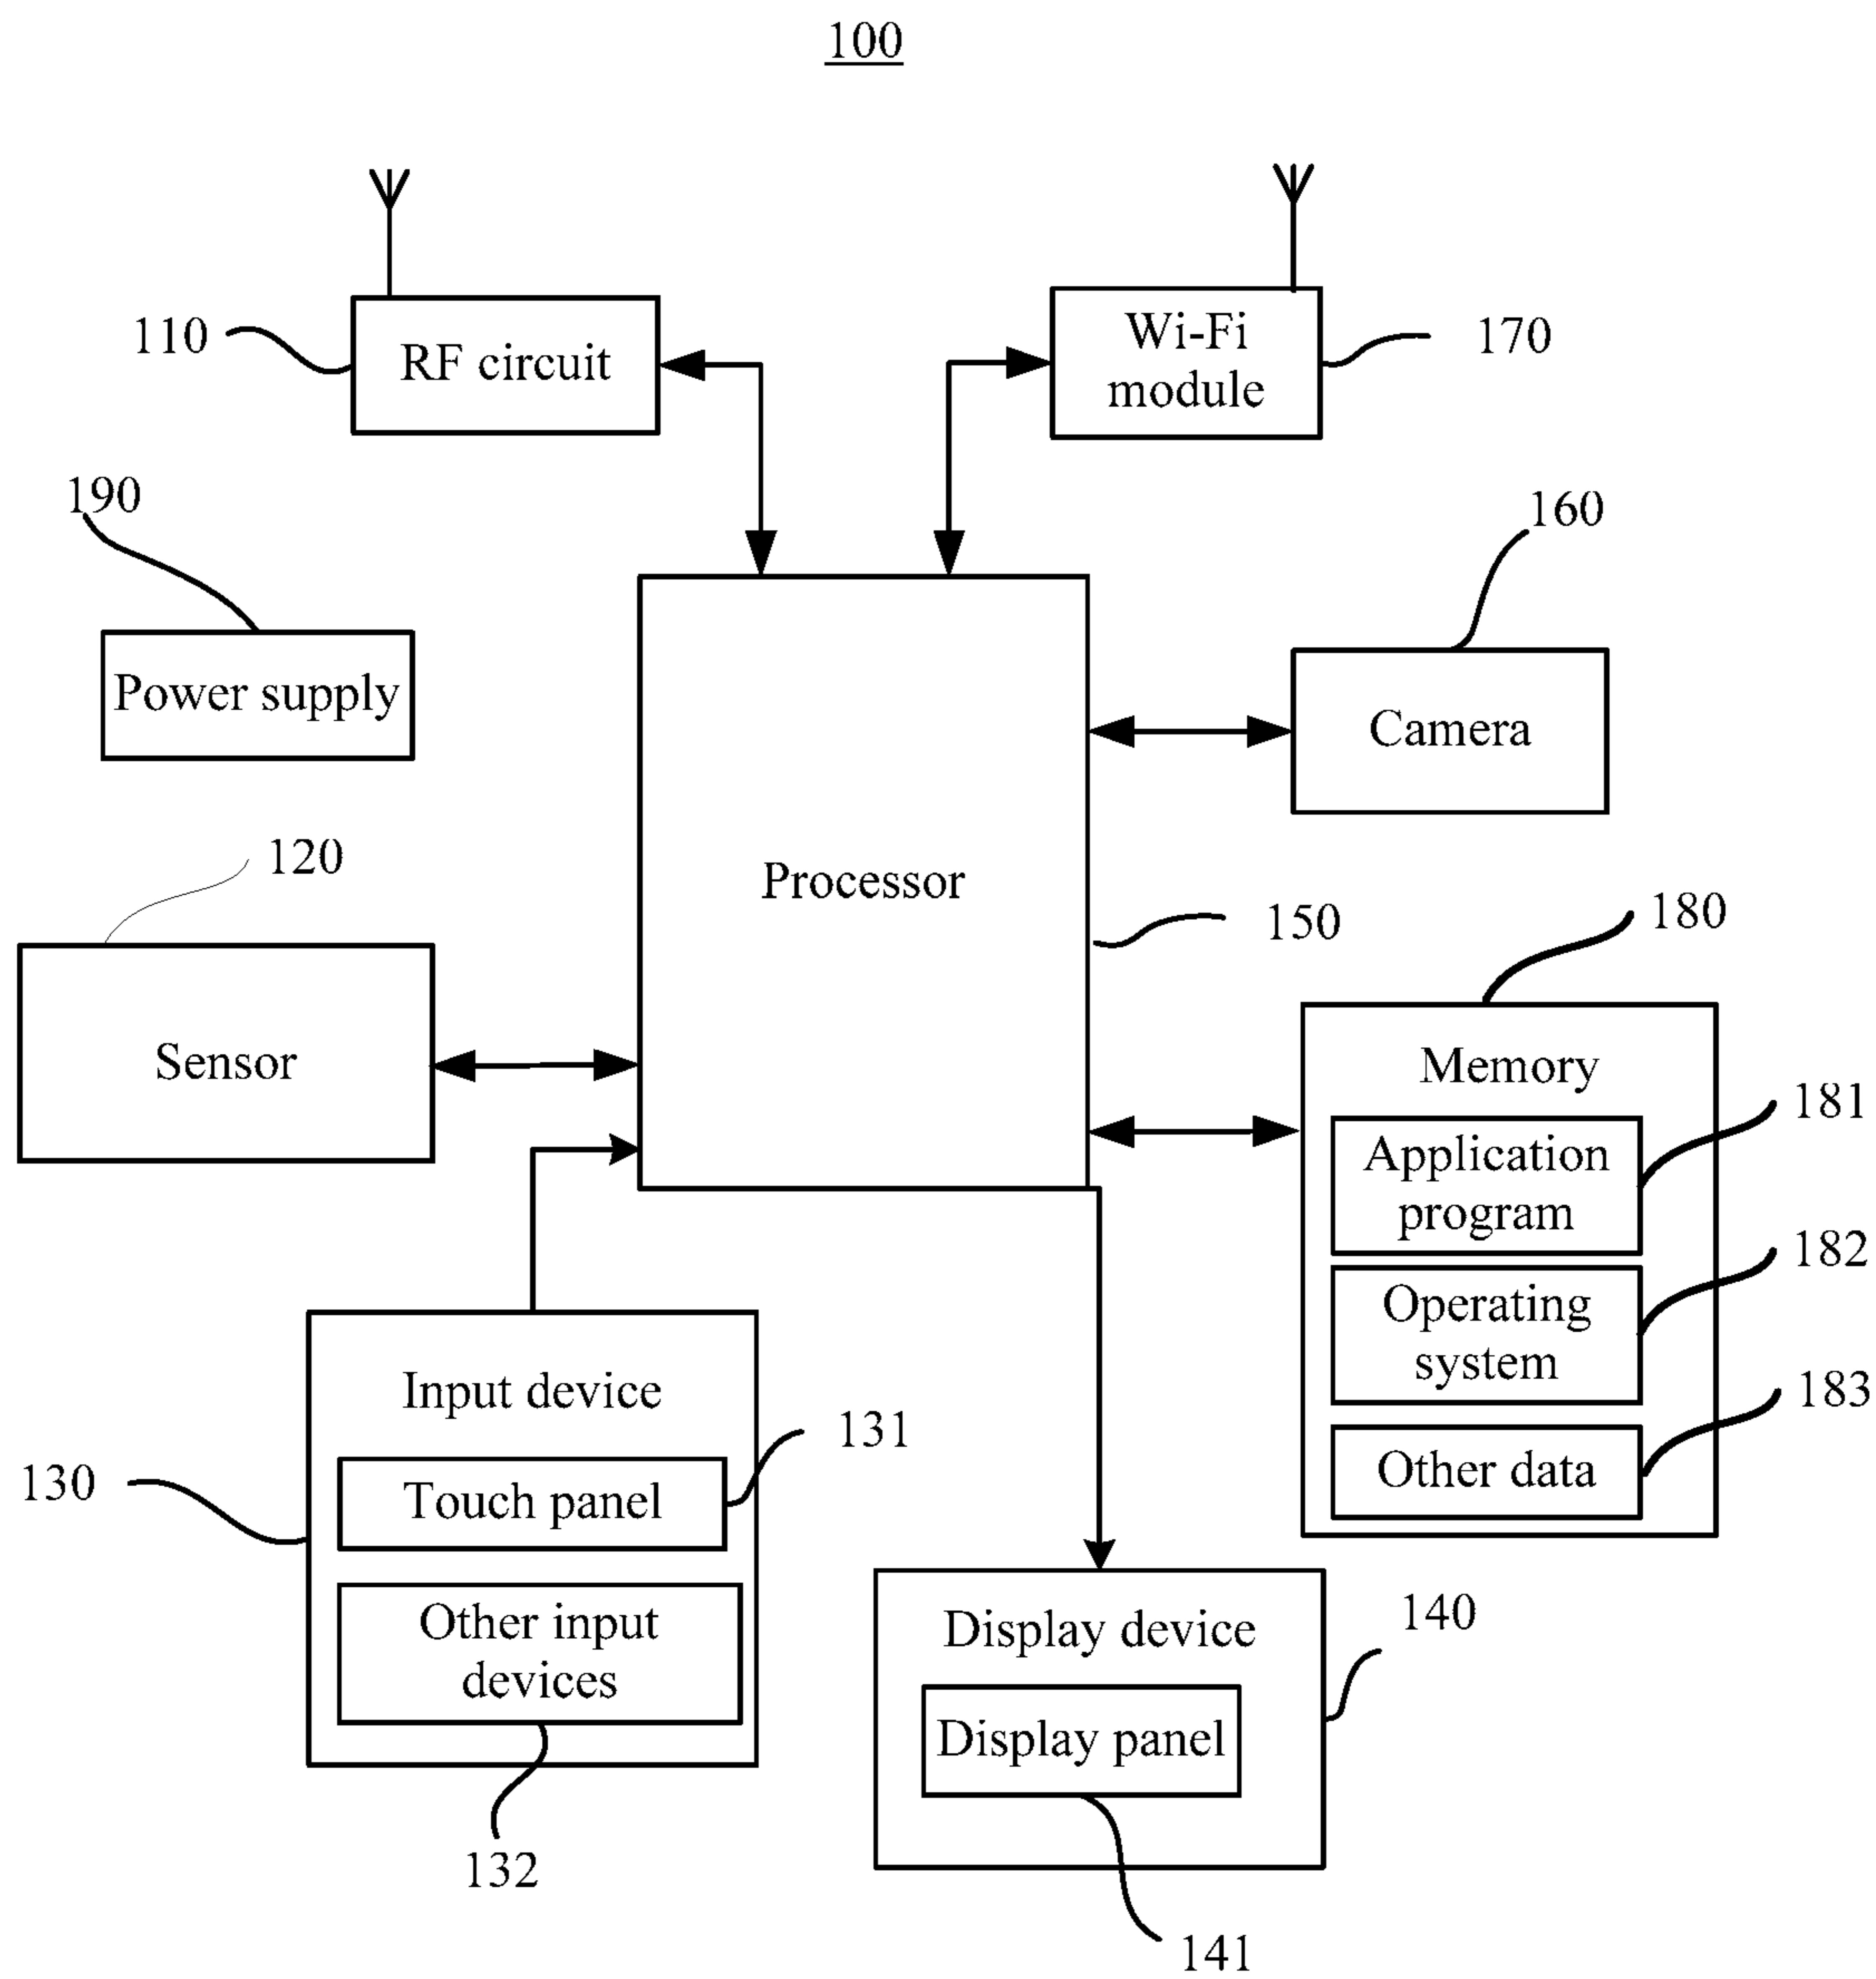 100
110
RF circuit
Wi-Fi
module
170
190
160
Power supply
Camera
120
Processor
150
180
Sensor
Memory
181
Application
program
182
Operating
system
183
Other data
Input device
131
130
Touch panel
Other input
devices
132
Display device
140
Display panel
141